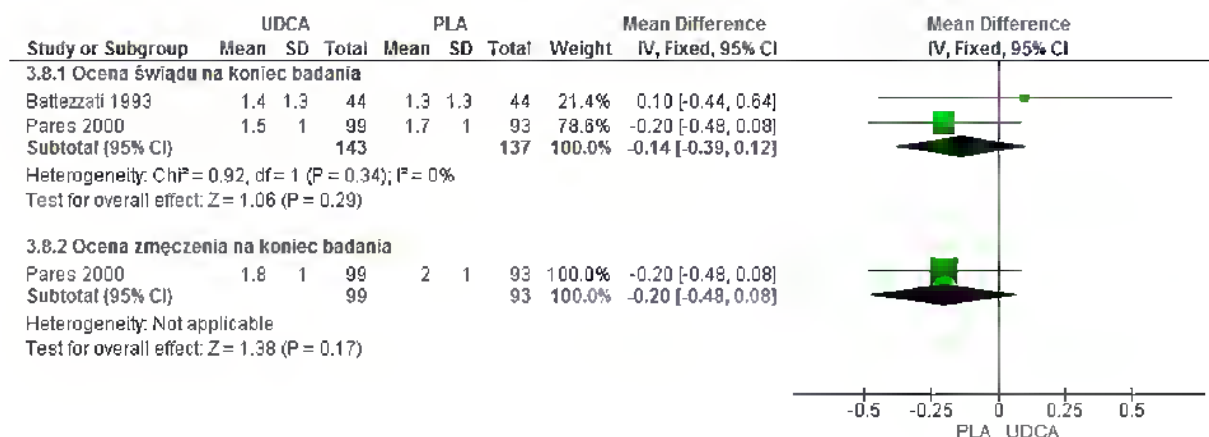 UDCA PLA Mean Difference Mean Difference
Study or Subgroup Mean SD Total Mean SD Total Weight IV, Fixed, 95% CI IV, Fixed, 95% CI
3.8.1 Ocena świądu na koniec badania
Battezzati 1993 1.4 1.3 44 1.3 1.3 44 21.4% 0.10 [-0.44, 0.64]
Pares 2000 1.5 1 99 1.7 1 93 78.6% -0.20 [-0.48, 0.08]
Subtotal (95% CI) 143 137 100.0% -0.14 [-0.39, 0.12]
Heterogeneity: Chi² = 0.92, df = 1 (P = 0.34); I² = 0%
Test for overall effect: Z = 1.06 (P = 0.29)
3.8.2 Ocena zmęczenia na koniec badania
Pares 2000 1.8 1 99 2 1 93 100.0% -0.20 [-0.48, 0.08]
Subtotal (95% CI) 99 93 100.0% -0.20 [-0.48, 0.08]
Heterogeneity: Not applicable
Test for overall effect: Z = 1.38 (P = 0.17)
-0.5 -0.25 0 0.25 0.5
PLA UDCA